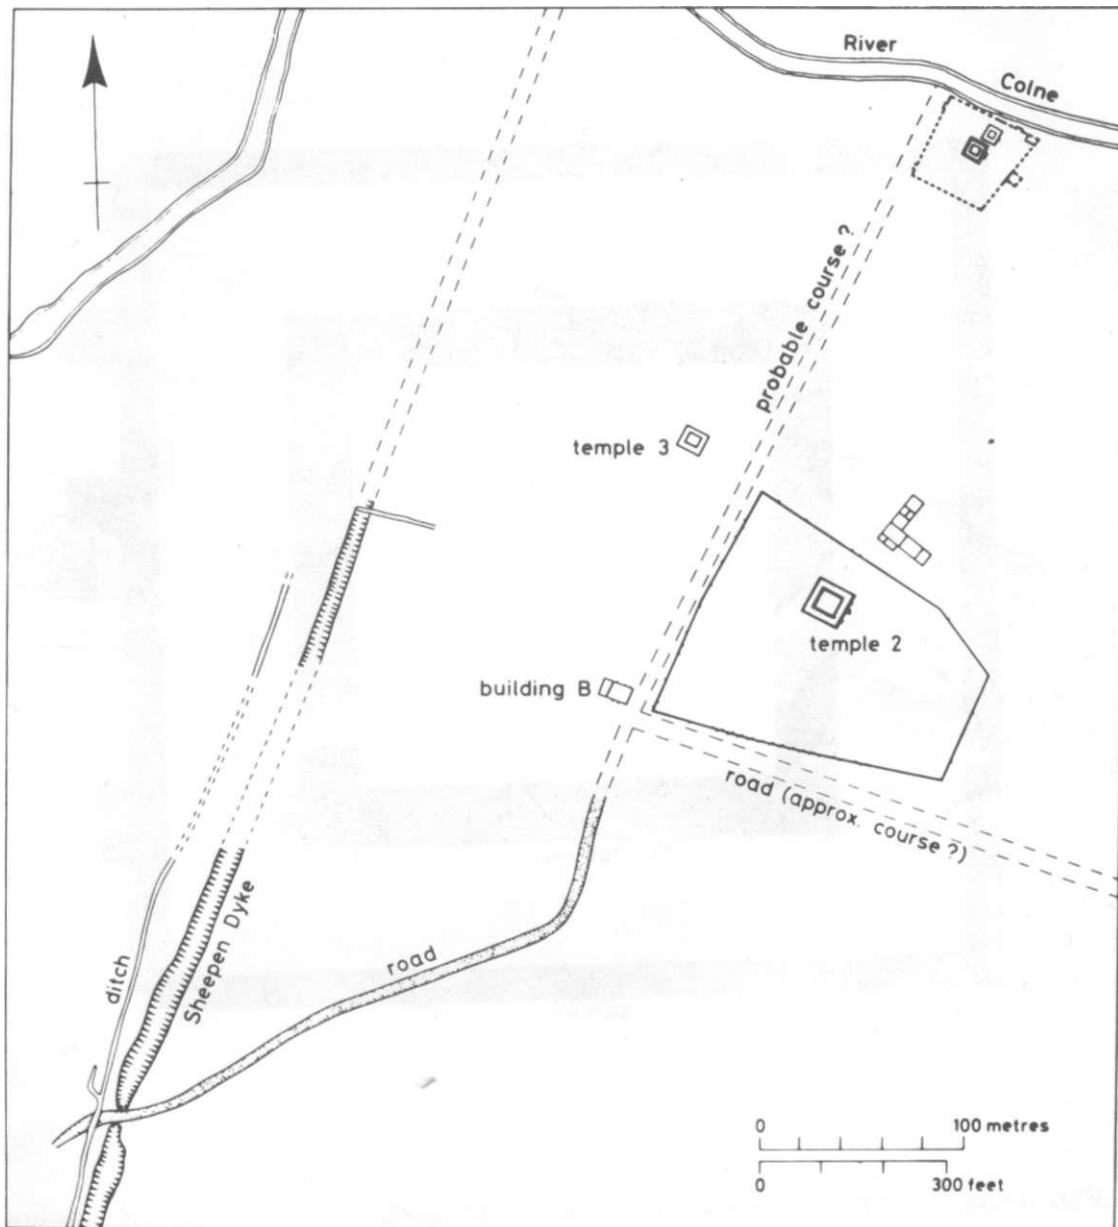 River
Colne
probable course?
temple 3
temple 2
building B
road (approx. course?)
Sheepen Dyke
ditch
road
0 100 metres
0 300 feet